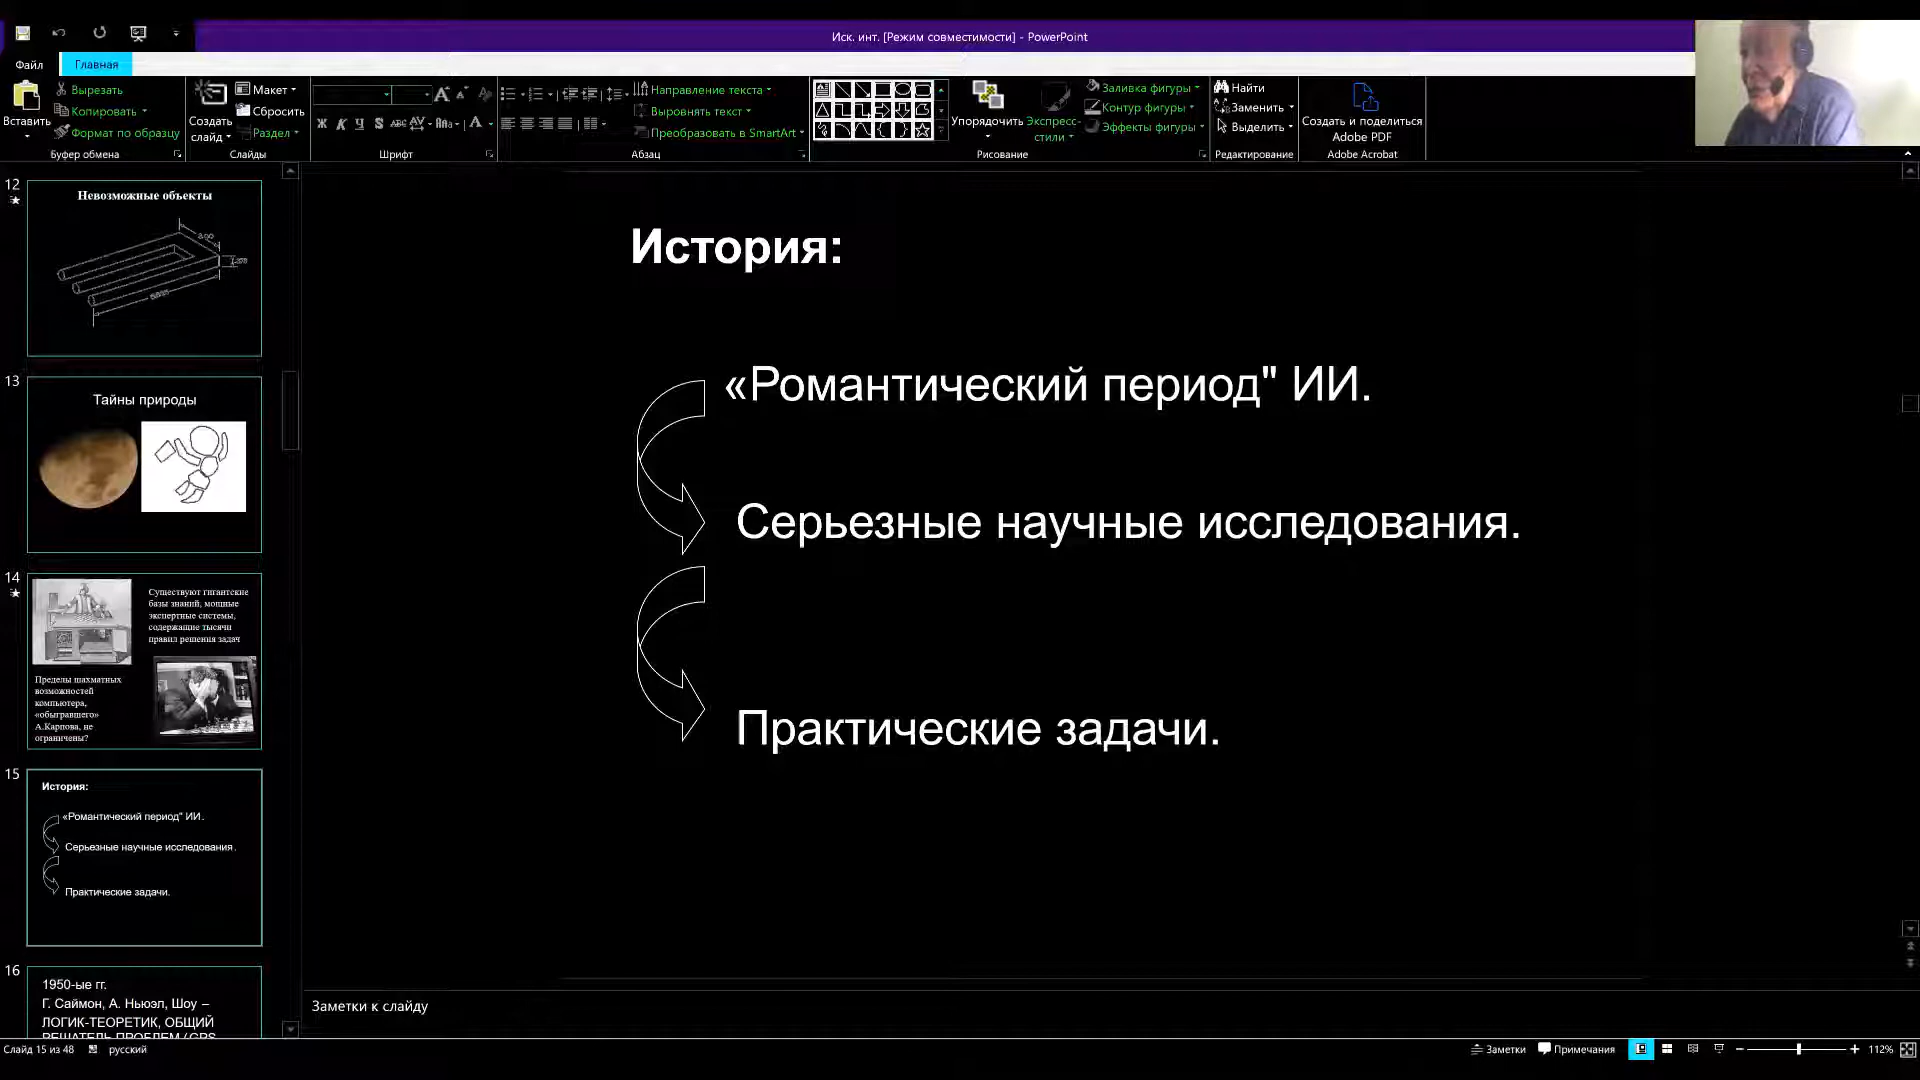 Иск. инт. [Режим совместимости] - PowerPoint
Файл
Главная
Вставить
Вырезать
Копировать
Формат по образцу
Буфер обмена
Создать
слайд
Макет
Сбросить
Раздел
Слайды
Ж К Ч S abc AV Aa A
Шрифт
Направление текста
Выровнять текст
Преобразовать в SmartArt
Абзац
Упорядочить
Экспресс-
стили
Заливка фигуры
Контур фигуры
Эффекты фигуры
Рисование
Найти
Заменить
Выделить
Редактирование
Создать и поделиться
Adobe PDF
Adobe Acrobat
12
Невозможные объекты
13
Тайны природы
14
Существуют гигантские
базы знаний, мощные
экспертные системы,
содержащие тысячи
правил решения задач
Пределы шахматных
возможностей
компьютера,
«обыгравшего»
А.Карпова, не
ограничены?
15
История:
«Романтический период" ИИ.
Серьезные научные исследования.
Практические задачи.
16
1950-ые гг.
Г. Саймон, А. Ньюэл, Шоу –
ЛОГИК-ТЕОРЕТИК, ОБЩИЙ
РЕШАТЕЛЬ ПРОБЛЕМ (GPS
История:
«Романтический период" ИИ.
Серьезные научные исследования.
Практические задачи.
Заметки к слайду
Слайд 15 из 48
русский
Заметки
Примечания
112%